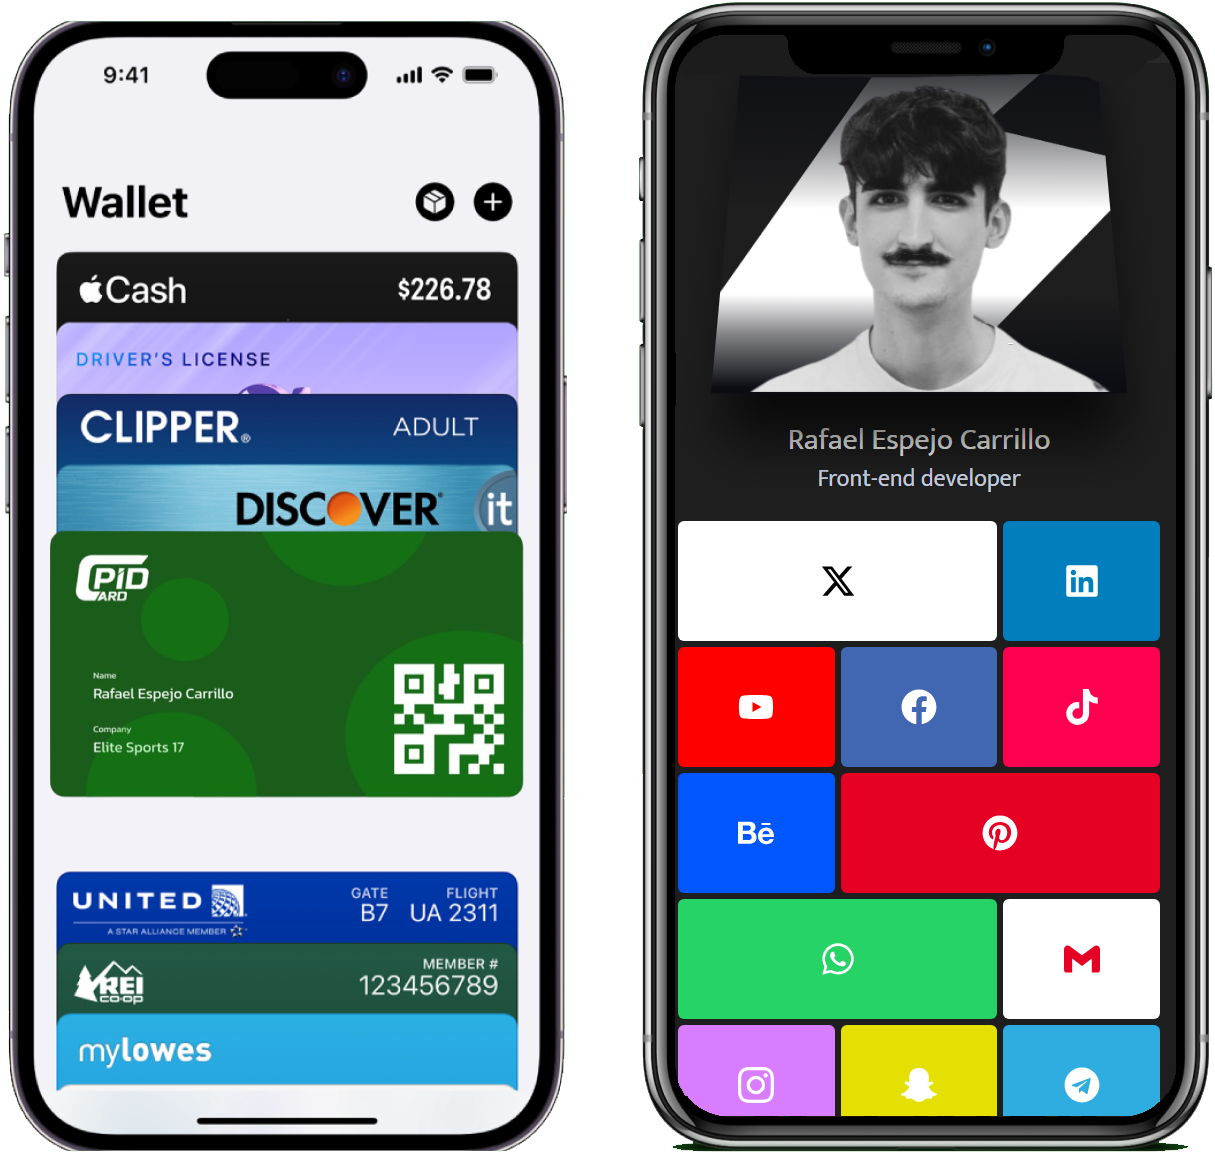 9:41
Wallet
Cash $226.78
DRIVER'S LICENSE
CLIPPER® ADULT
DISCOVER® it
CPID
CARD
Name
Rafael Espejo Carrillo
Company
Elite Sports 17
UNITED GATE FLIGHT
B7 UA 2311
A STAR ALLIANCE MEMBER
REI MEMBER #
co-op 123456789
mylowes
Rafael Espejo Carrillo
Front-end developer
X
in
Bē